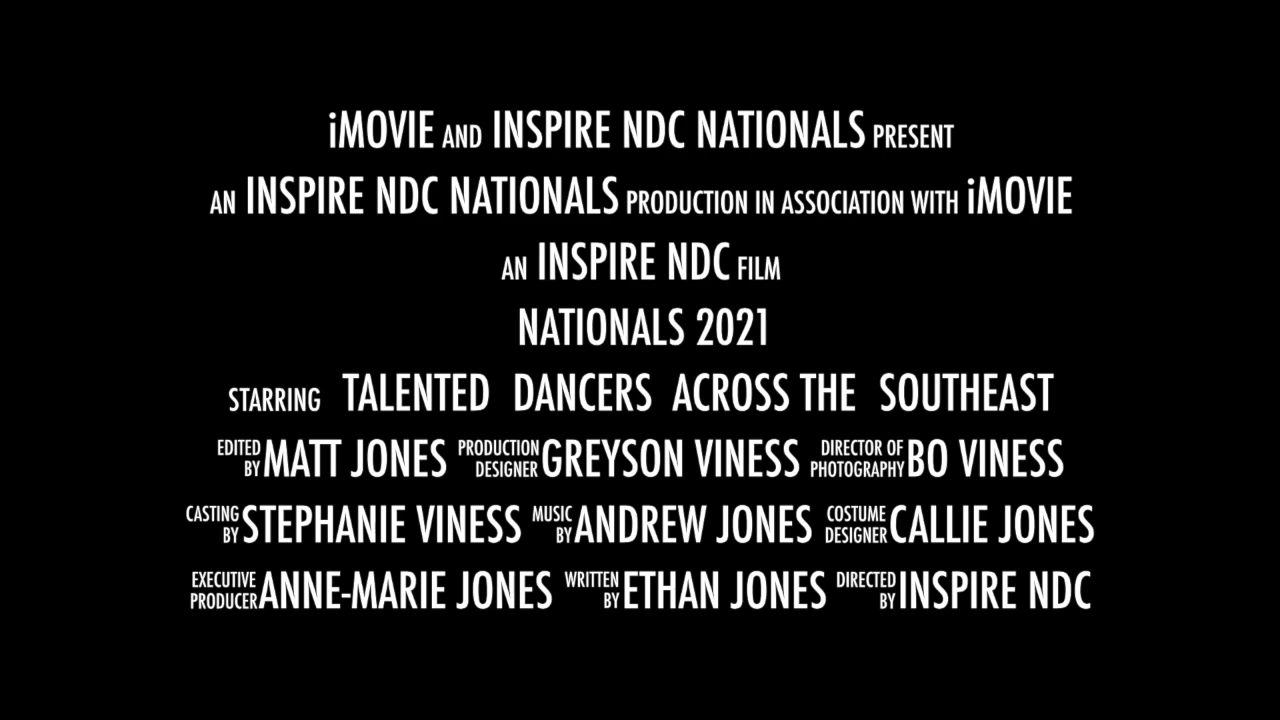 iMOVIE AND INSPIRE NDC NATIONALS PRESENT
AN INSPIRE NDC NATIONALS PRODUCTION IN ASSOCIATION WITH iMOVIE
AN INSPIRE NDC FILM
NATIONALS 2021
STARRING TALENTED DANCERS ACROSS THE SOUTHEAST
EDITED BY MATT JONES PRODUCTION DESIGNER GREYSON VINESS DIRECTOR OF PHOTOGRAPHY BO VINESS
CASTING BY STEPHANIE VINESS MUSIC BY ANDREW JONES COSTUME DESIGNER CALLIE JONES
EXECUTIVE PRODUCER ANNE-MARIE JONES WRITTEN BY ETHAN JONES DIRECTED BY INSPIRE NDC